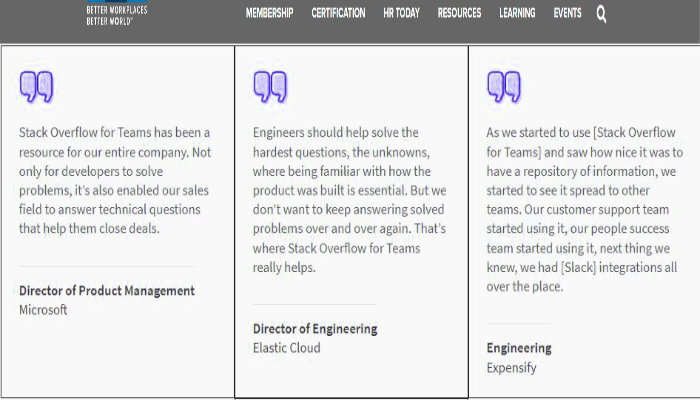 BETTER WORKPLACES
BETTER WORLD®
MEMBERSHIP CERTIFICATION HR TODAY RESOURCES LEARNING EVENTS
Stack Overflow for Teams has been a
resource for our entire company. Not
only for developers to solve
problems, it's also enabled our sales
field to answer technical questions
that help them close deals.
Director of Product Management
Microsoft
Engineers should help solve the
hardest questions, the unknowns,
where being familiar with how the
product was built is essential. But we
don't want to keep answering solved
problems over and over again. That's
where Stack Overflow for Teams
really helps.
Director of Engineering
Elastic Cloud
As we started to use [Stack Overflow
for Teams] and saw how nice it was to
have a repository of information, we
started to see it spread to other
teams. Our customer support team
started using it, our people success
team started using it, next thing we
knew, we had [Slack] integrations all
over the place.
Engineering
Expensify